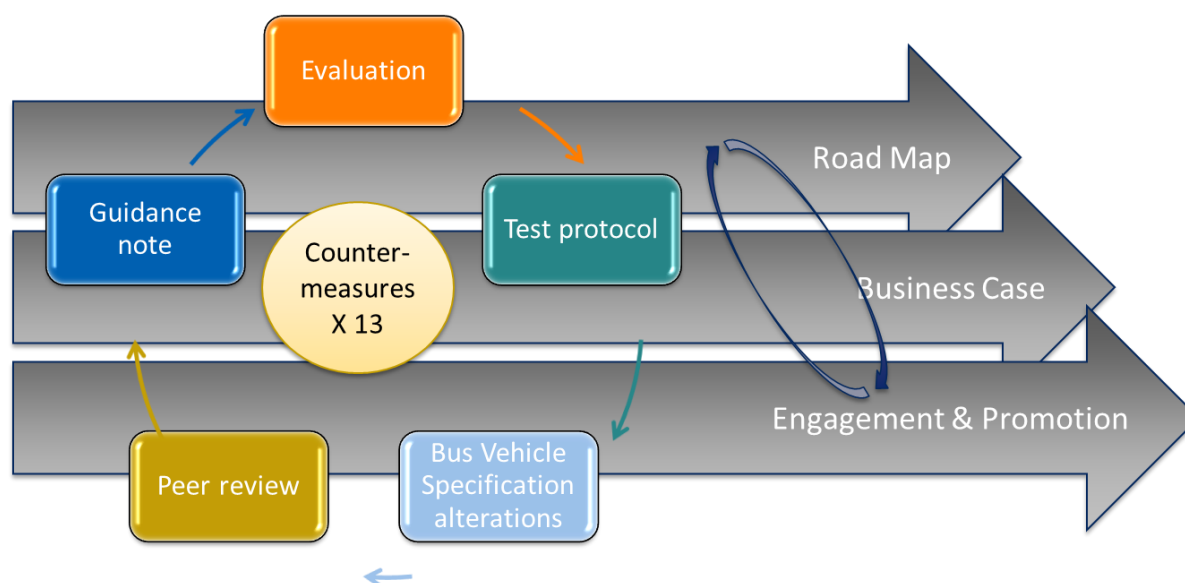 Evaluation
Road Map
Guidance
note
Test protocol
Counter-
measures
X 13
Business Case
Engagement & Promotion
Peer review
Bus Vehicle
Specification
alterations